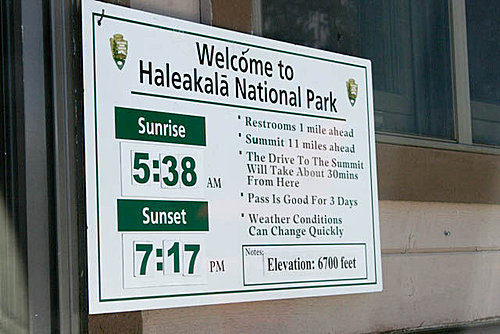 Welcome to
Haleakalā National Park
Sunrise
5:38 AM
Sunset
7:17 PM
• Restrooms 1 mile ahead
• Summit 11 miles ahead
• The Drive To The Summit
Will Take About 30mins
From Here
• Pass Is Good For 3 Days
• Weather Conditions
Can Change Quickly
Notes:
Elevation: 6700 feet